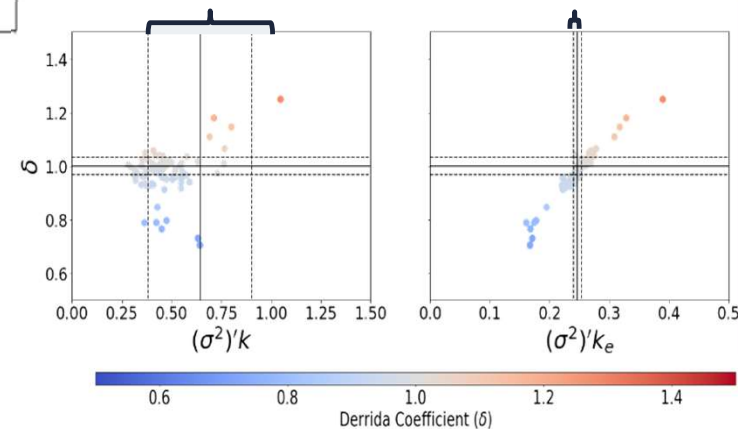 1.4
1.2
1.0
0.8
0.6
δ
0.00 0.25 0.50 0.75 1.00 1.25 1.50
(σ²)′k
0.0 0.1 0.2 0.3 0.4 0.5
(σ²)′kₑ
0.6 0.8 1.0 1.2 1.4
Derrida Coefficient (δ)